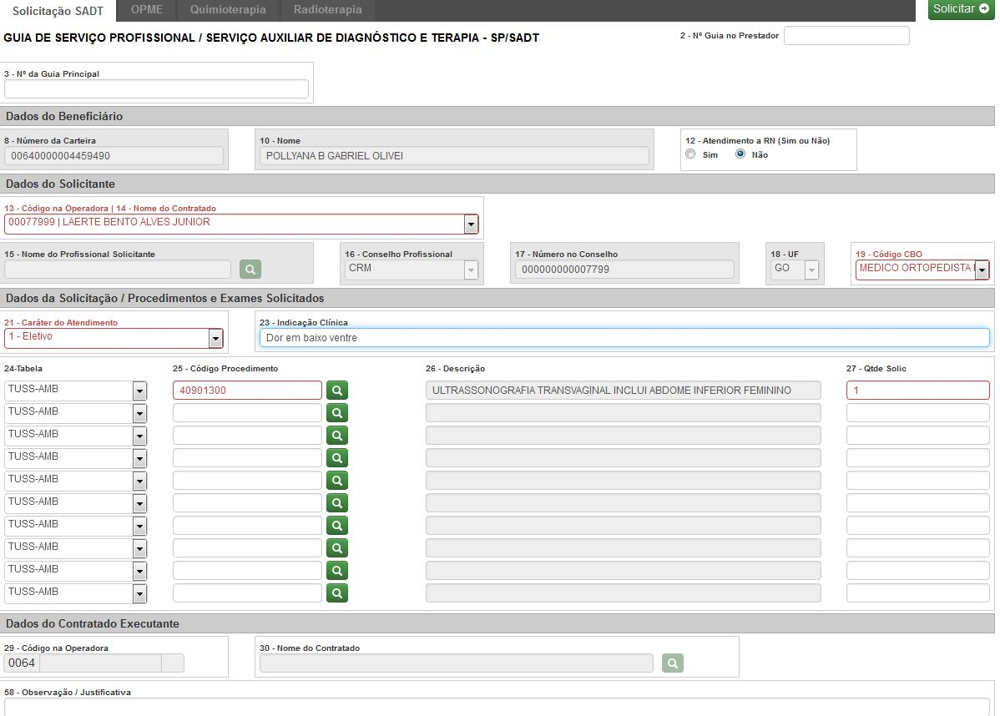 Solicitação SADT OPME Quimioterapia Radioterapia Solicitar
GUIA DE SERVIÇO PROFISSIONAL / SERVIÇO AUXILIAR DE DIAGNÓSTICO E TERAPIA - SP/SADT 2 - Nº Guia no Prestador
3 - Nº da Guia Principal
Dados do Beneficiário
8 - Número da Carteira 10 - Nome 12 - Atendimento a RN (Sim ou Não)
00640000004459490 POLLYANA B GABRIEL OLIVEI Sim Não
Dados do Solicitante
13 - Código na Operadora | 14 - Nome do Contratado
00077999 | LAERTE BENTO ALVES JUNIOR
15 - Nome do Profissional Solicitante 16 - Conselho Profissional 17 - Número no Conselho 18 - UF 19 - Código CBO
CRM 000000000007799 GO MEDICO ORTOPEDISTA
Dados da Solicitação / Procedimentos e Exames Solicitados
21 - Caráter do Atendimento 23 - Indicação Clínica
1 - Eletivo Dor em baixo ventre
24-Tabela 25 - Código Procedimento 26 - Descrição 27 - Qtde Solic
TUSS-AMB 40901300 ULTRASSONOGRAFIA TRANSVAGINAL INCLUI ABDOME INFERIOR FEMININO 1
TUSS-AMB
TUSS-AMB
TUSS-AMB
TUSS-AMB
TUSS-AMB
TUSS-AMB
TUSS-AMB
TUSS-AMB
TUSS-AMB
Dados do Contratado Executante
29 - Código na Operadora 30 - Nome do Contratado
0064
58 - Observação / Justificativa